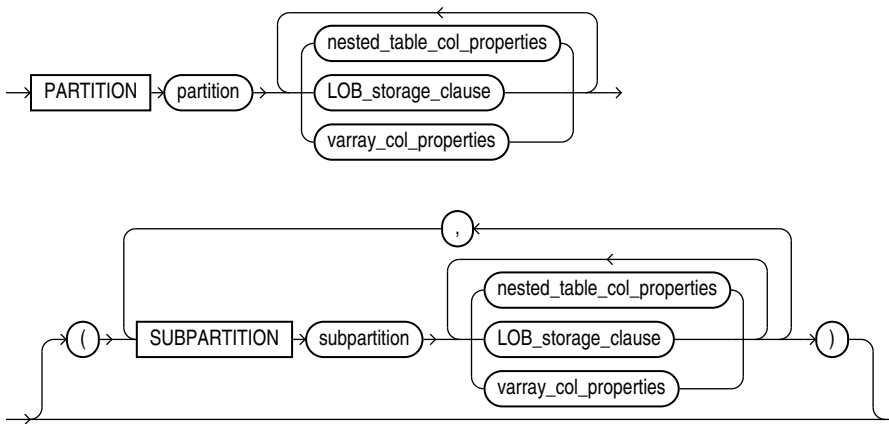 nested_table_col_properties
PARTITION partition LOB_storage_clause
varray_col_properties
,
nested_table_col_properties
( SUBPARTITION subpartition LOB_storage_clause )
varray_col_properties